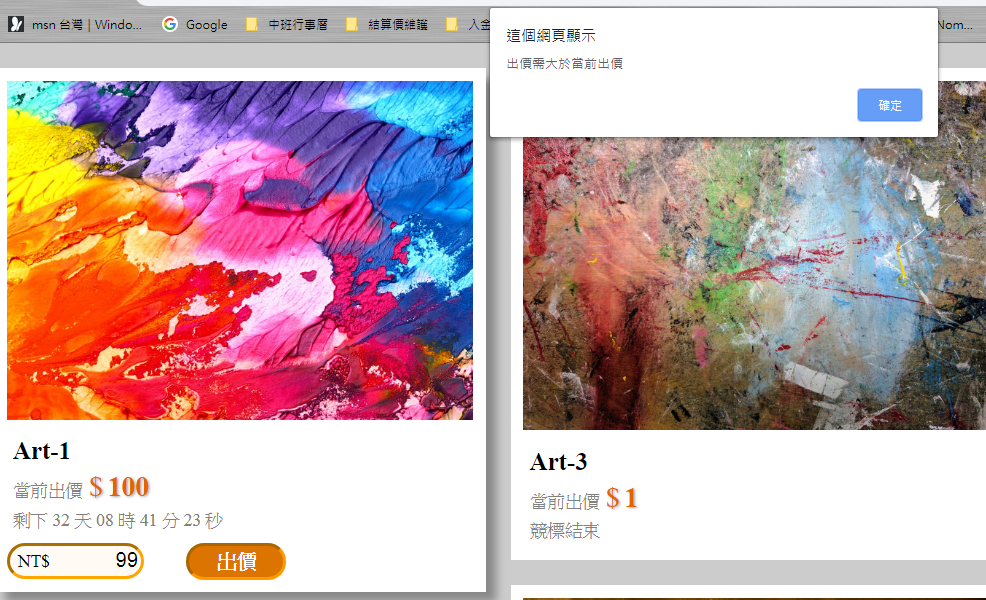 msn 台灣 | Windo...
Google
中班行事曆
結算價維護
入金
Nom...
這個網頁顯示
出價需大於當前出價
確定
Art-1
當前出價 $ 100
剩下 32 天 08 時 41 分 23 秒
NT$ 99
出價
Art-3
當前出價 $ 1
競標結束